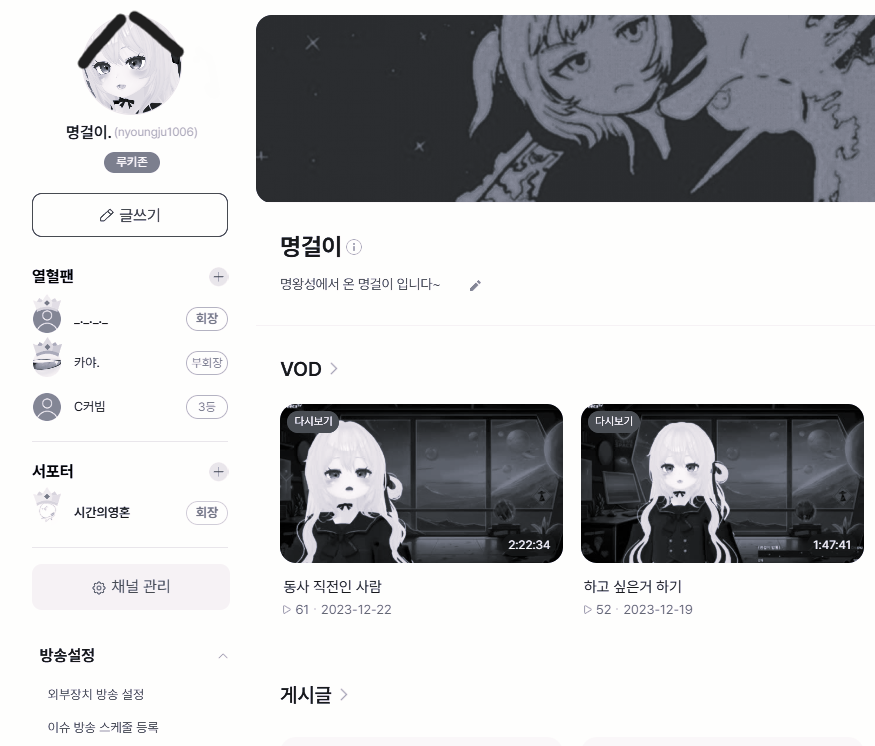 명걸이. (nyoungju1006)
루키존
글쓰기
열혈팬
_._._._
회장
카야.
부회장
C커빔
3등
서포터
시간의영혼
회장
채널 관리
방송설정
외부장치 방송 설정
이슈 방송 스케줄 등록
명걸이
명왕성에서 온 명걸이 입니다~
VOD
다시보기
2:22:34
동사 직전인 사람
61 · 2023-12-22
다시보기
1:47:41
하고 싶은거 하기
52 · 2023-12-19
게시글